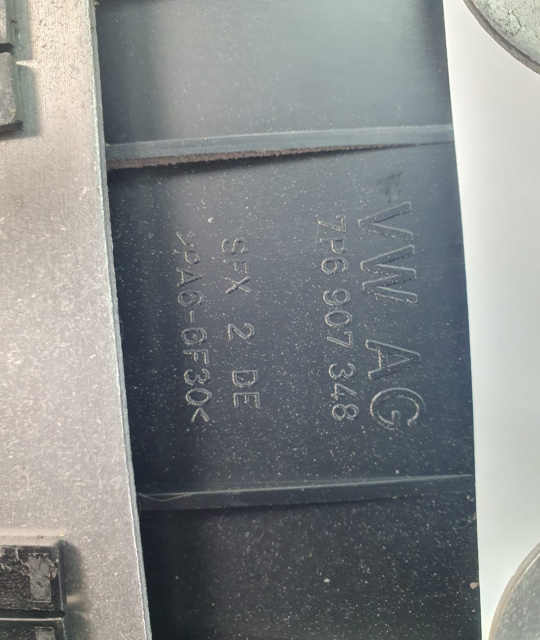 VW AG
7P6 907 348
SFX 2 DE
>PA6-GF30<